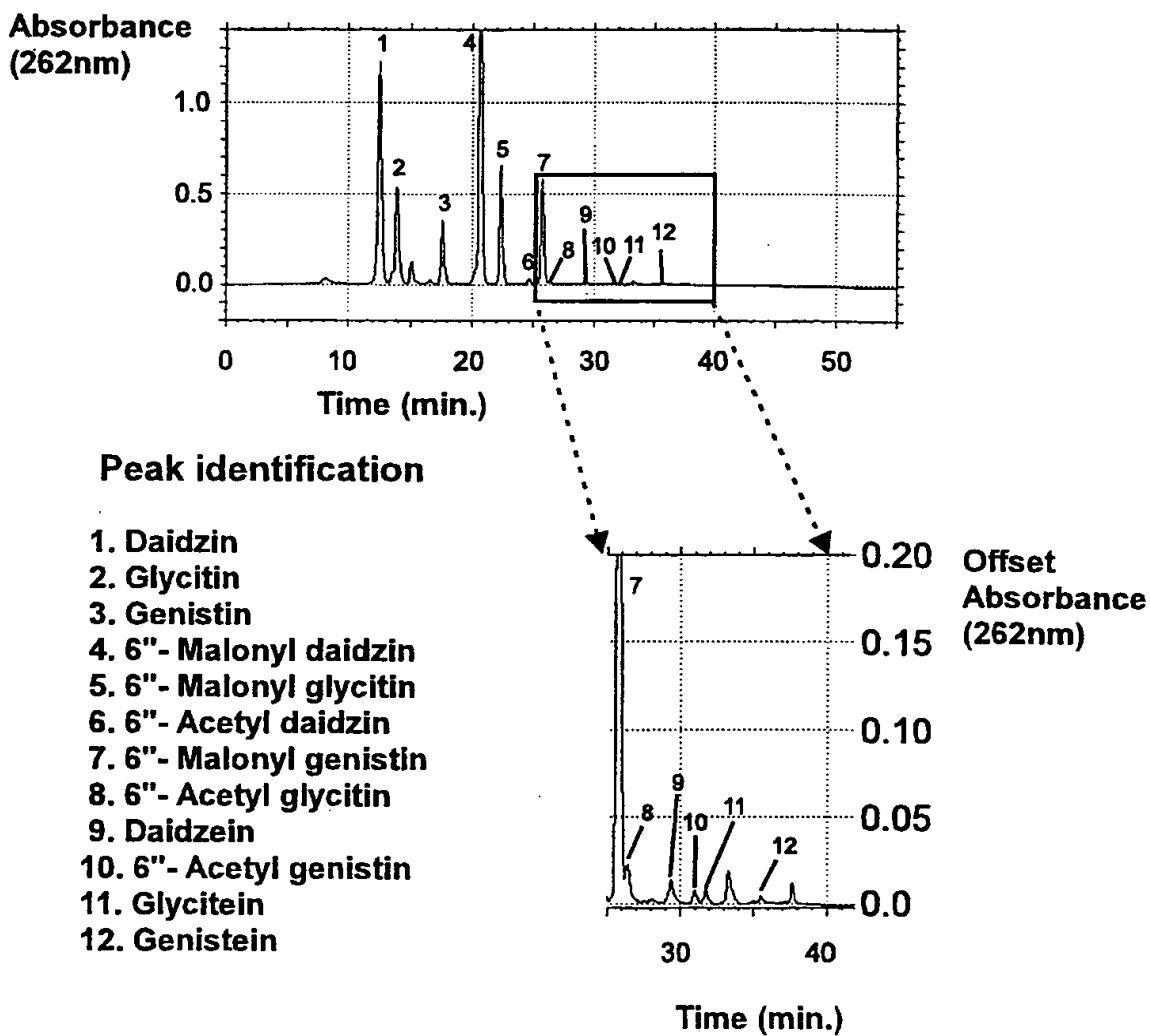 Absorbance
(262nm)
1.0
0.5
0.0
1
2
3
4
5
6
7
8
9
10
11
12
0
10
20
30
40
50
Time (min.)
Peak identification
1. Daidzin
2. Glycitin
3. Genistin
4. 6"- Malonyl daidzin
5. 6"- Malonyl glycitin
6. 6"- Acetyl daidzin
7. 6"- Malonyl genistin
8. 6"- Acetyl glycitin
9. Daidzein
10. 6"- Acetyl genistin
11. Glycitein
12. Genistein
0.20
0.15
0.10
0.05
0.0
Offset
Absorbance
(262nm)
7
8
9
10
11
12
30
40
Time (min.)